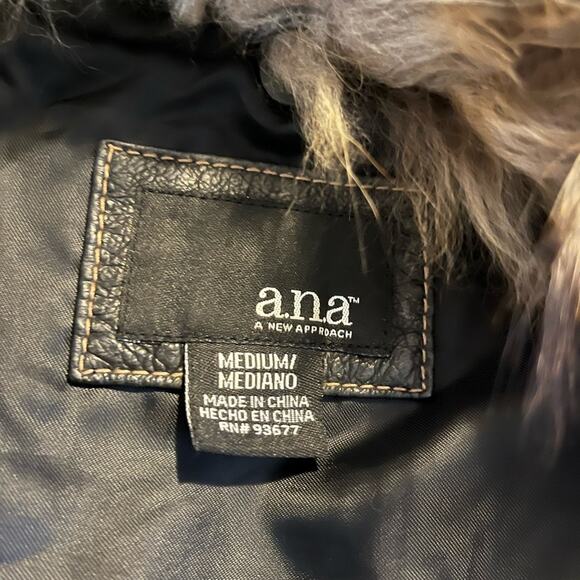 a.n.a™
A NEW APPROACH
MEDIUM/
MEDIANO
MADE IN CHINA
HECHO EN CHINA
RN# 93677